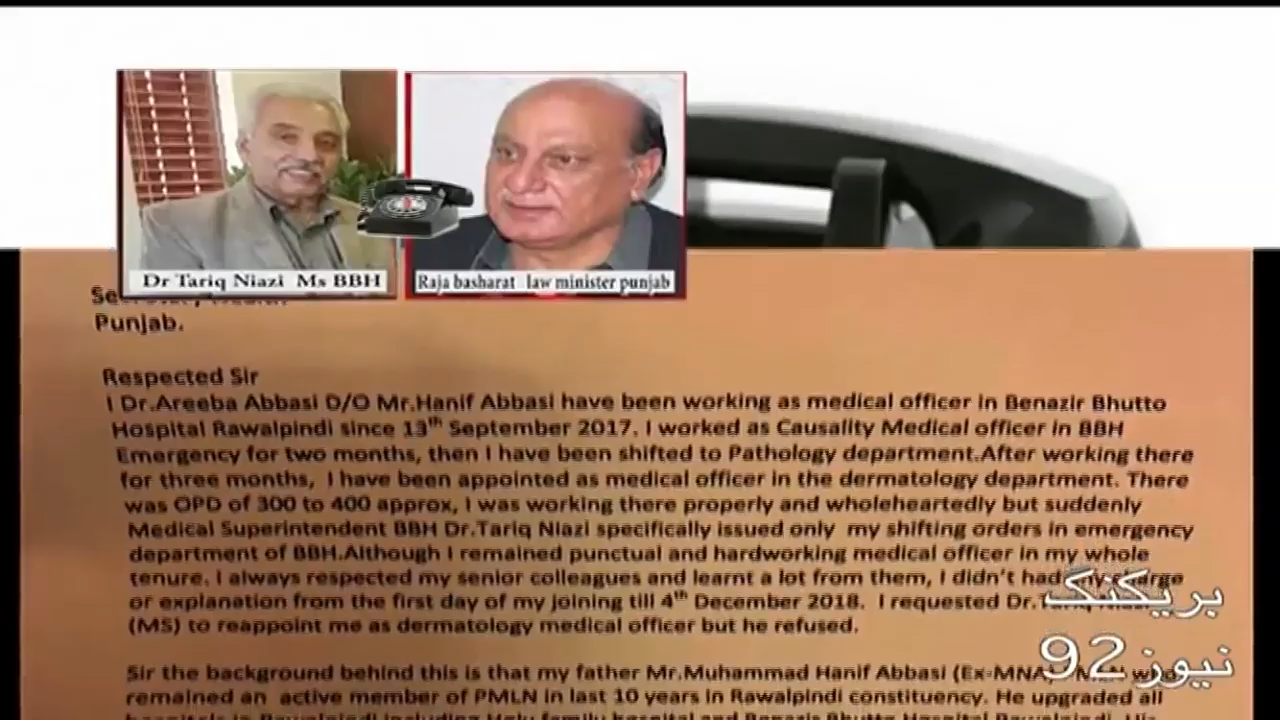 Dr Tariq Niazi Ms BBH
Raja basharat law minister punjab
Punjab.
Respected Sir
I Dr.Areeba Abbasi D/O Mr.Hanif Abbasi have been working as medical officer in Benazir Bhutto
Hospital Rawalpindi since 13th September 2017. I worked as Causality Medical officer in BBH
Emergency for two months, then I have been shifted to Pathology department.After working there
for three months, I have been appointed as medical officer in the dermatology department. There
was OPD of 300 to 400 approx, I was working there properly and wholeheartedly but suddenly
Medical Superintendent BBH Dr.Tariq Niazi specifically issued only my shifting orders in emergency
department of BBH.Although I remained punctual and hardworking medical officer in my whole
tenure. I always respected my senior colleagues and learnt a lot from them, I didn't had
or explanation from the first day of my joining till 4th December 2018. I requested
(MS) to reappoint me as dermatology medical officer but he refused.
بریکنگ
نیوز92
Sir the background behind this is that my father Mr.Muhammad Hanif Abbasi (Ex-MNA)
remained an active member of PMLN in last 10 years in Rawalpindi constituency. He upgraded all